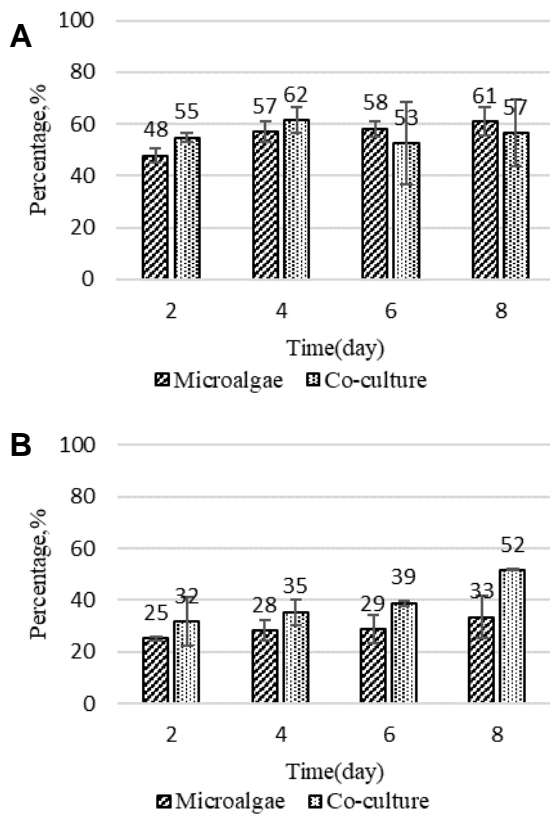 A
100
80
60
40
20
0
Percentage,%
48 55 57 62 58 53 61 57
2 4 6 8
Time(day)
Microalgae Co-culture
B
100
80
60
40
20
0
Percentage,%
25 32 28 35 29 39 33 52
2 4 6 8
Time(day)
Microalgae Co-culture